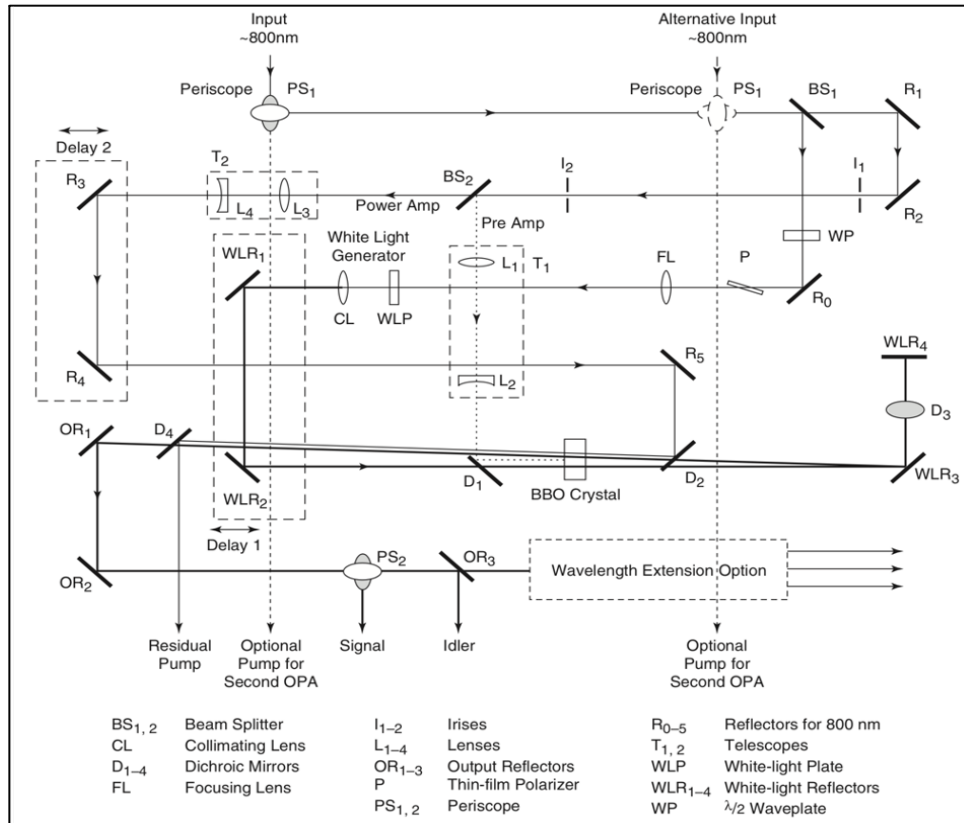 Input
~800nm
Alternative Input
~800nm
Periscope PS1
Periscope PS1
BS1
R1
Delay 2
R3
T2
L4
L3
BS2
Power Amp
I2
I1
R2
Pre Amp
WP
WLR1
White Light
Generator
CL
WLP
L1
T1
FL
P
R0
R4
L2
R5
WLR4
D3
OR1
D4
WLR2
D1
BBO Crystal
D2
WLR3
Delay 1
OR2
PS2
OR3
Wavelength Extension Option
Residual
Pump
Optional
Pump for
Second OPA
Signal
Idler
Optional
Pump for
Second OPA
BS1, 2 Beam Splitter
CL Collimating Lens
D1–4 Dichroic Mirrors
FL Focusing Lens
I1–2 Irises
L1–4 Lenses
OR1–3 Output Reflectors
P Thin-film Polarizer
PS1, 2 Periscope
R0–5 Reflectors for 800 nm
T1, 2 Telescopes
WLP White-light Plate
WLR1–4 White-light Reflectors
WP λ/2 Waveplate